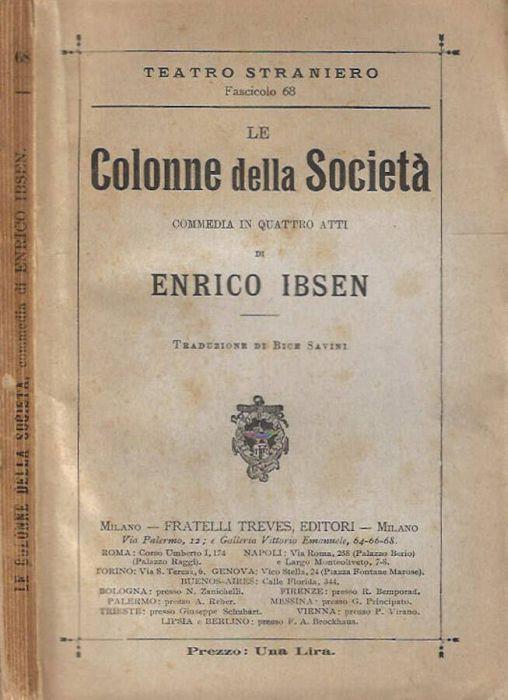 TEATRO STRANIERO
Fascicolo 68
LE
Colonne della Società
COMMEDIA IN QUATTRO ATTI
DI
ENRICO IBSEN
TRADUZIONE DI BICE SAVINI
MILANO — FRATELLI TREVES, EDITORI — MILANO
Via Palermo, 12; e Galleria Vittorio Emanuele, 64-66-68.
ROMA: Corso Umberto I, 174 NAPOLI: Via Roma, 258 (Palazzo Berio)
(Palazzo Raggi). e Largo Monteoliveto, 7-8.
TORINO: Via S. Teresa, 6. GENOVA: Vico Stella, 24 (Piazza Fontane Marose).
BUENOS-AIRES: Calle Florida, 344.
BOLOGNA: presso N. Zanichelli. FIRENZE: presso R. Bemporad.
PALERMO: presso A. Reber. MESSINA: presso G. Principato.
TRIESTE: presso Giuseppe Schubart. VIENNA: presso P. Virano.
LIPSIA e BERLINO: presso F. A. Brockhaus.
Prezzo: Una Lira.
LE COLONNE DELLA SOCIETÀ, commedia di ENRICO IBSEN. 68